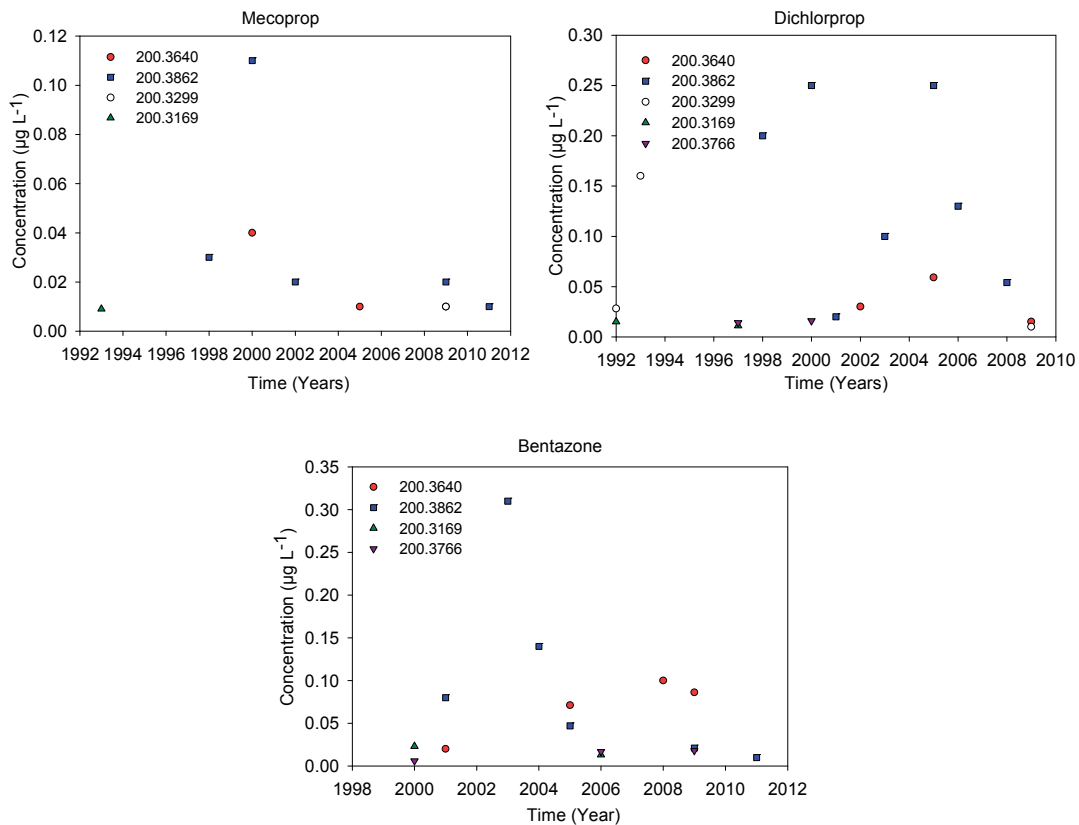 Mecoprop
Concentration (µg L-1)
0.12
0.10
0.08
0.06
0.04
0.02
0.00
200.3640
200.3862
200.3299
200.3169
1992 1994 1996 1998 2000 2002 2004 2006 2008 2010 2012
Time (Years)
Dichlorprop
Concentration (µg L-1)
0.30
0.25
0.20
0.15
0.10
0.05
0.00
200.3640
200.3862
200.3299
200.3169
200.3766
1992 1994 1996 1998 2000 2002 2004 2006 2008 2010
Time (Years)
Bentazone
Concentration (µg L-1)
0.35
0.30
0.25
0.20
0.15
0.10
0.05
0.00
200.3640
200.3862
200.3169
200.3766
1998 2000 2002 2004 2006 2008 2010 2012
Time (Year)